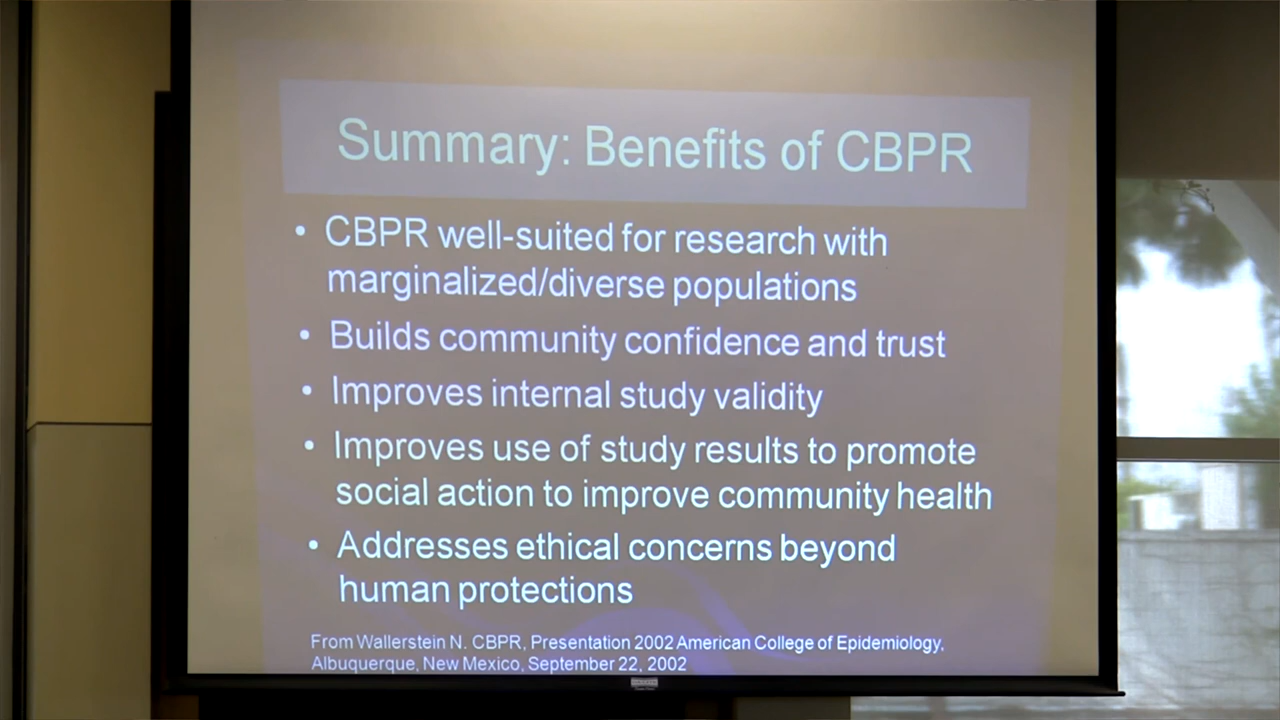 Summary: Benefits of CBPR
• CBPR well-suited for research with
marginalized/diverse populations
• Builds community confidence and trust
• Improves internal study validity
• Improves use of study results to promote
social action to improve community health
• Addresses ethical concerns beyond
human protections
From Wallerstein N. CBPR, Presentation 2002 American College of Epidemiology,
Albuquerque, New Mexico, September 22, 2002